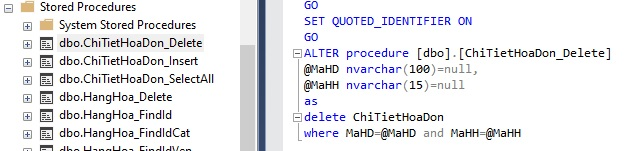 Stored Procedures
System Stored Procedures
dbo.ChiTietHoaDon_Delete
dbo.ChiTietHoaDon_Insert
dbo.ChiTietHoaDon_SelectAll
dbo.HangHoa_Delete
dbo.HangHoa_FindId
dbo.HangHoa_FindIdCat
dbo.HangHoa_FindIdVen
GO
SET QUOTED_IDENTIFIER ON
GO
ALTER procedure [dbo].[ChiTietHoaDon_Delete]
@MaHD nvarchar(100)=null,
@MaHH nvarchar(15)=null
as
delete ChiTietHoaDon
where MaHD=@MaHD and MaHH=@MaHH